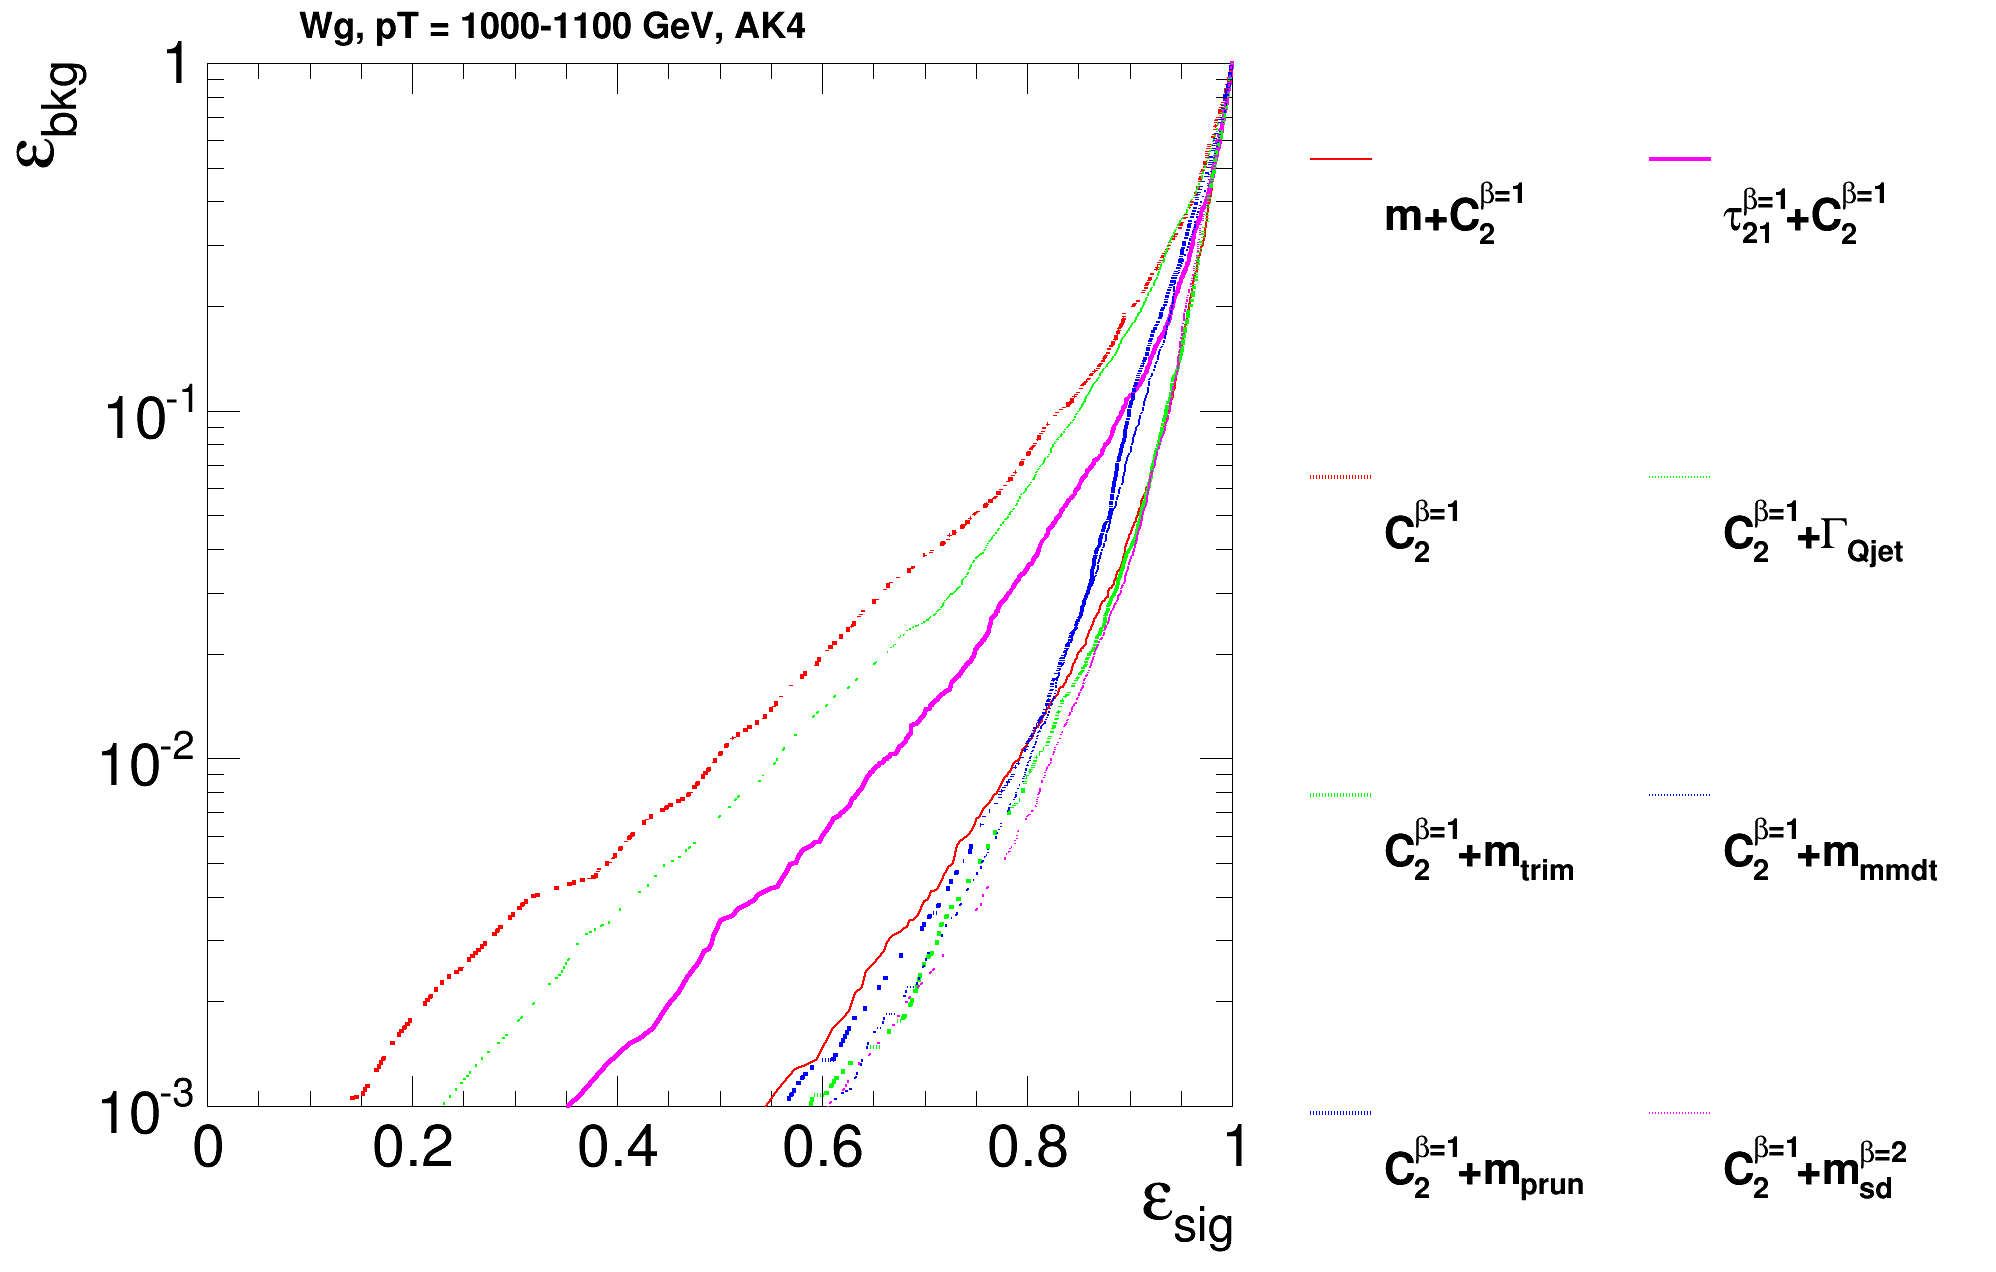 Wg, pT = 1000-1100 GeV, AK4
ε_bkg
1
10^-1
10^-2
10^-3
0 0.2 0.4 0.6 0.8 1
ε_sig
m+C_2^β=1
τ_21^β=1+C_2^β=1
C_2^β=1
C_2^β=1+Γ_Qjet
C_2^β=1+m_trim
C_2^β=1+m_mmdt
C_2^β=1+m_prun
C_2^β=1+m_sd^β=2